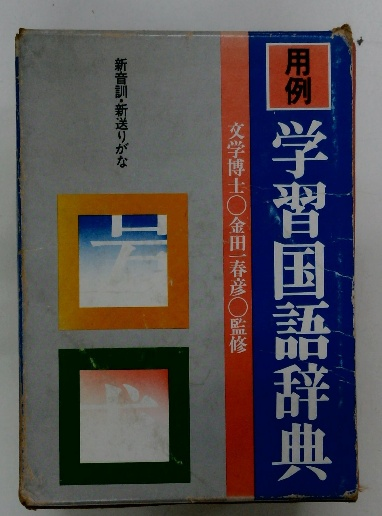 用例
学習国語辞典
文学博士○金田一春彦○監修
新音訓・新送りがな